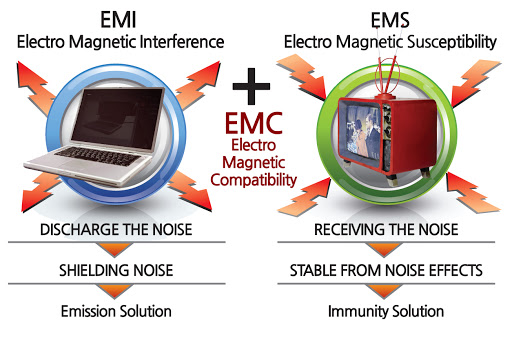 EMI
Electro Magnetic Interference
DISCHARGE THE NOISE
SHIELDING NOISE
Emission Solution
+
EMC
Electro
Magnetic
Compatibility
EMS
Electro Magnetic Susceptibility
RECEIVING THE NOISE
STABLE FROM NOISE EFFECTS
Immunity Solution